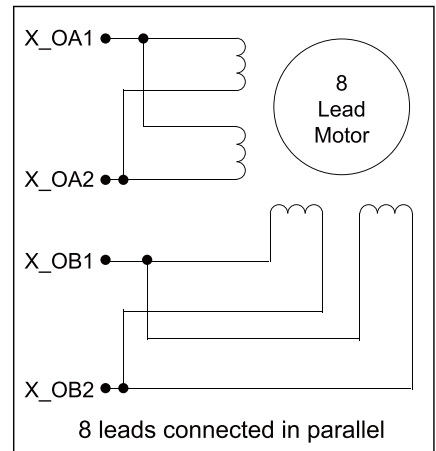 X_OA1
8
Lead
Motor
X_OA2
X_OB1
X_OB2
8 leads connected in parallel